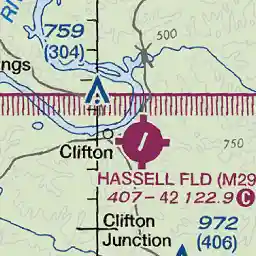 759
(304)
500
ngs
750
Clifton
HASSELL FLD (M29
407 - 42 122.9 C
Clifton
Junction
972
(406)